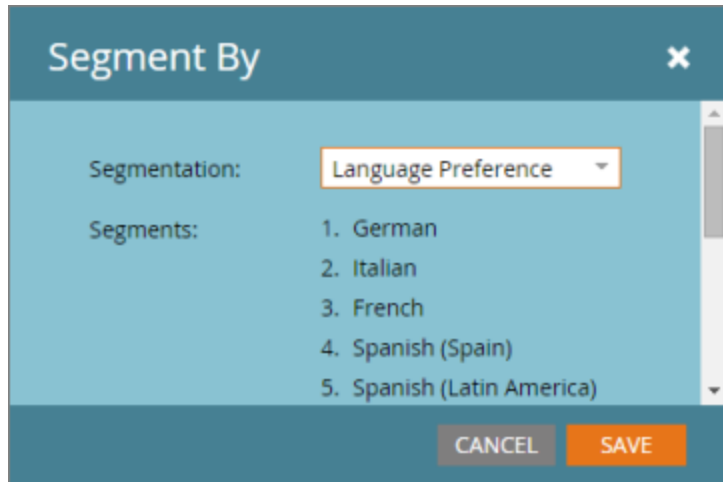 Segment By
Segmentation: Language Preference
Segments: 1. German
2. Italian
3. French
4. Spanish (Spain)
5. Spanish (Latin America)
CANCEL SAVE